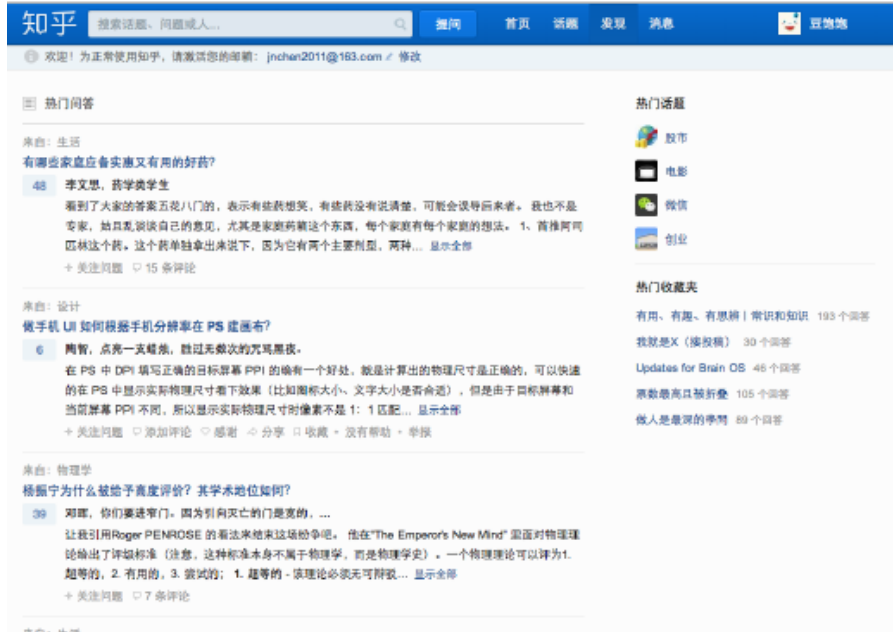 知乎
搜索话题、问题或人...
提问
首页 话题 发现 消息
豆饱饱
欢迎！为正常使用知乎，请激活您的邮箱： jnchen2011@163.com 修改
热门问答
来自：生活
有哪些家庭应备实惠又有用的好药？
48 李文思，药学类学生
看到了大家的答案五花八门的，表示有些药想笑，有些药没有说清楚，可能会误导后来者。 我也不是
专家，姑且乱谈谈自己的意见，尤其是家庭药箱这个东西，每个家庭有每个家庭的想法。 1、首推阿司
匹林这个药。这个药单独拿出来说下，因为它有两个主要剂型，两种... 显示全部
+ 关注问题 15 条评论
来自：设计
做手机 UI 如何根据手机分辨率在 PS 建画布？
6 陶智，点亮一支蜡烛，胜过无数次的咒骂黑夜。
在 PS 中 DPI 填写正确的目标屏幕 PPI 的确有一个好处，就是计算出的物理尺寸是正确的，可以快速
的在 PS 中显示实际物理尺寸看下效果（比如图标大小、文字大小是否合适），但是由于目标屏幕和
当前屏幕 PPI 不同，所以显示实际物理尺寸时像素不是 1：1 匹配... 显示全部
+ 关注问题 添加评论 感谢 分享 收藏 • 没有帮助 • 举报
来自：物理学
杨振宁为什么被给予高度评价？其学术地位如何？
39 邓晖，你们要进窄门。因为引向灭亡的门是宽的，...
让我引用Roger PENROSE 的看法来结束这场纷争吧。 他在"The Emperor's New Mind" 里面对物理理
论给出了评级标准（注意，这种标准本身不属于物理学，而是物理学史）。一个物理理论可以评为1.
超等的，2. 有用的，3. 尝试的； 1. 超等的 - 该理论必须无可辩驳... 显示全部
+ 关注问题 7 条评论
热门话题
股市
电影
微信
创业
热门收藏夹
有用、有趣、有思辨 | 常识和知识 193 个回答
我就是X（接投稿） 30 个回答
Updates for Brain OS 46 个回答
票数最高且被折叠 105 个回答
做人是最深的學問 89 个回答